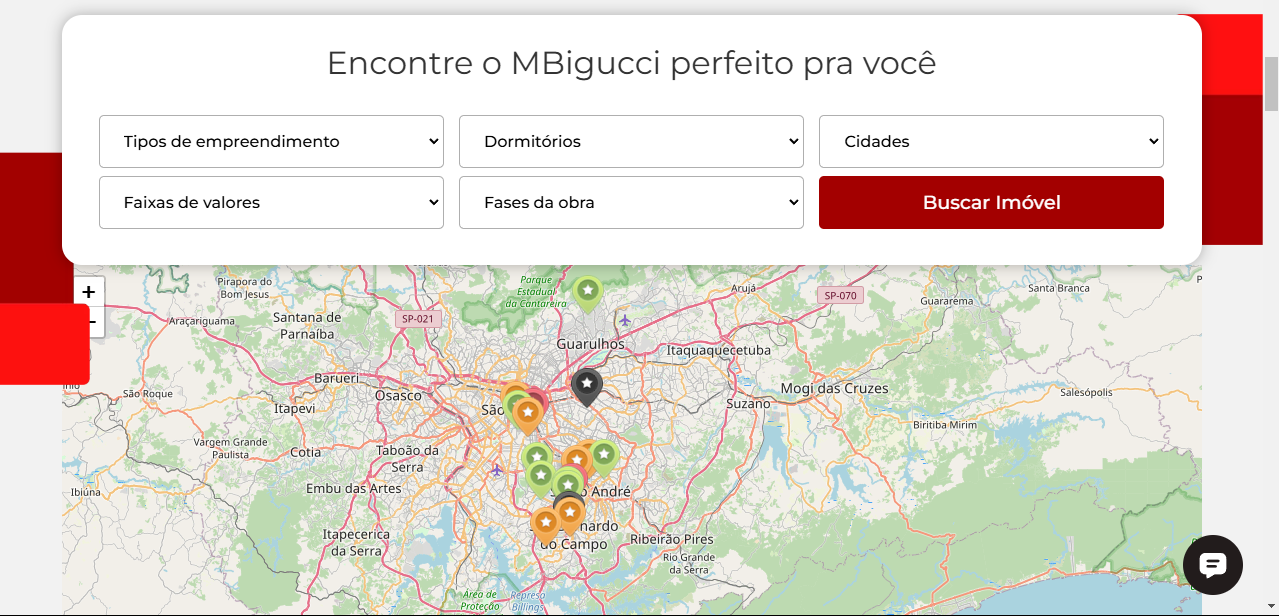 Encontre o MBigucci perfeito pra você
Tipos de empreendimento
Dormitórios
Cidades
Faixas de valores
Fases da obra
Buscar Imóvel
+
Pirapora do
Bom Jesus
Parque
Estadual
da Cantareira
Arujá
SP-070
Guararema
Santa Branca
Araçariguama
Santana de
Parnaíba
SP-021
Guarulhos
Itaquaquecetuba
Barueri
Osasco
Mogi das Cruzes
Salesópolis
São Roque
Itapevi
Suzano
Biritiba Mirim
Vargem Grande
Paulista
Cotia
Taboão da
Serra
Ibiúna
Embu das Artes
André
Itapecerica
da Serra
do Campo
Ribeirão Pires
Rio Grande
da Serra
Área de
Proteção
Represa
Billings